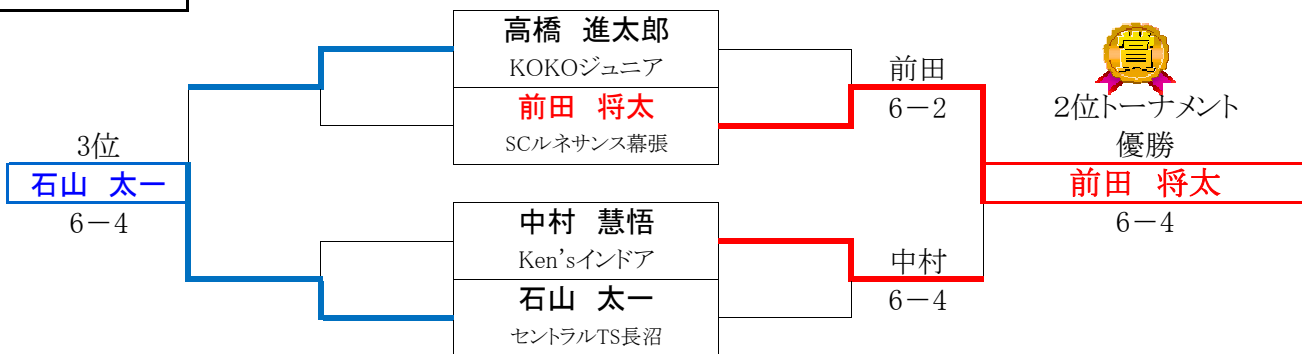 高橋　進太郎
KOKOジュニア
前田　将太
SCルネサンス幕張
中村　慧悟
Ken'sインドア
石山　太一
セントラルTS長沼
3位
石山　太一
6－4
前田
6－2
中村
6－4
賞
2位トーナメント
優勝
前田　将太
6－4